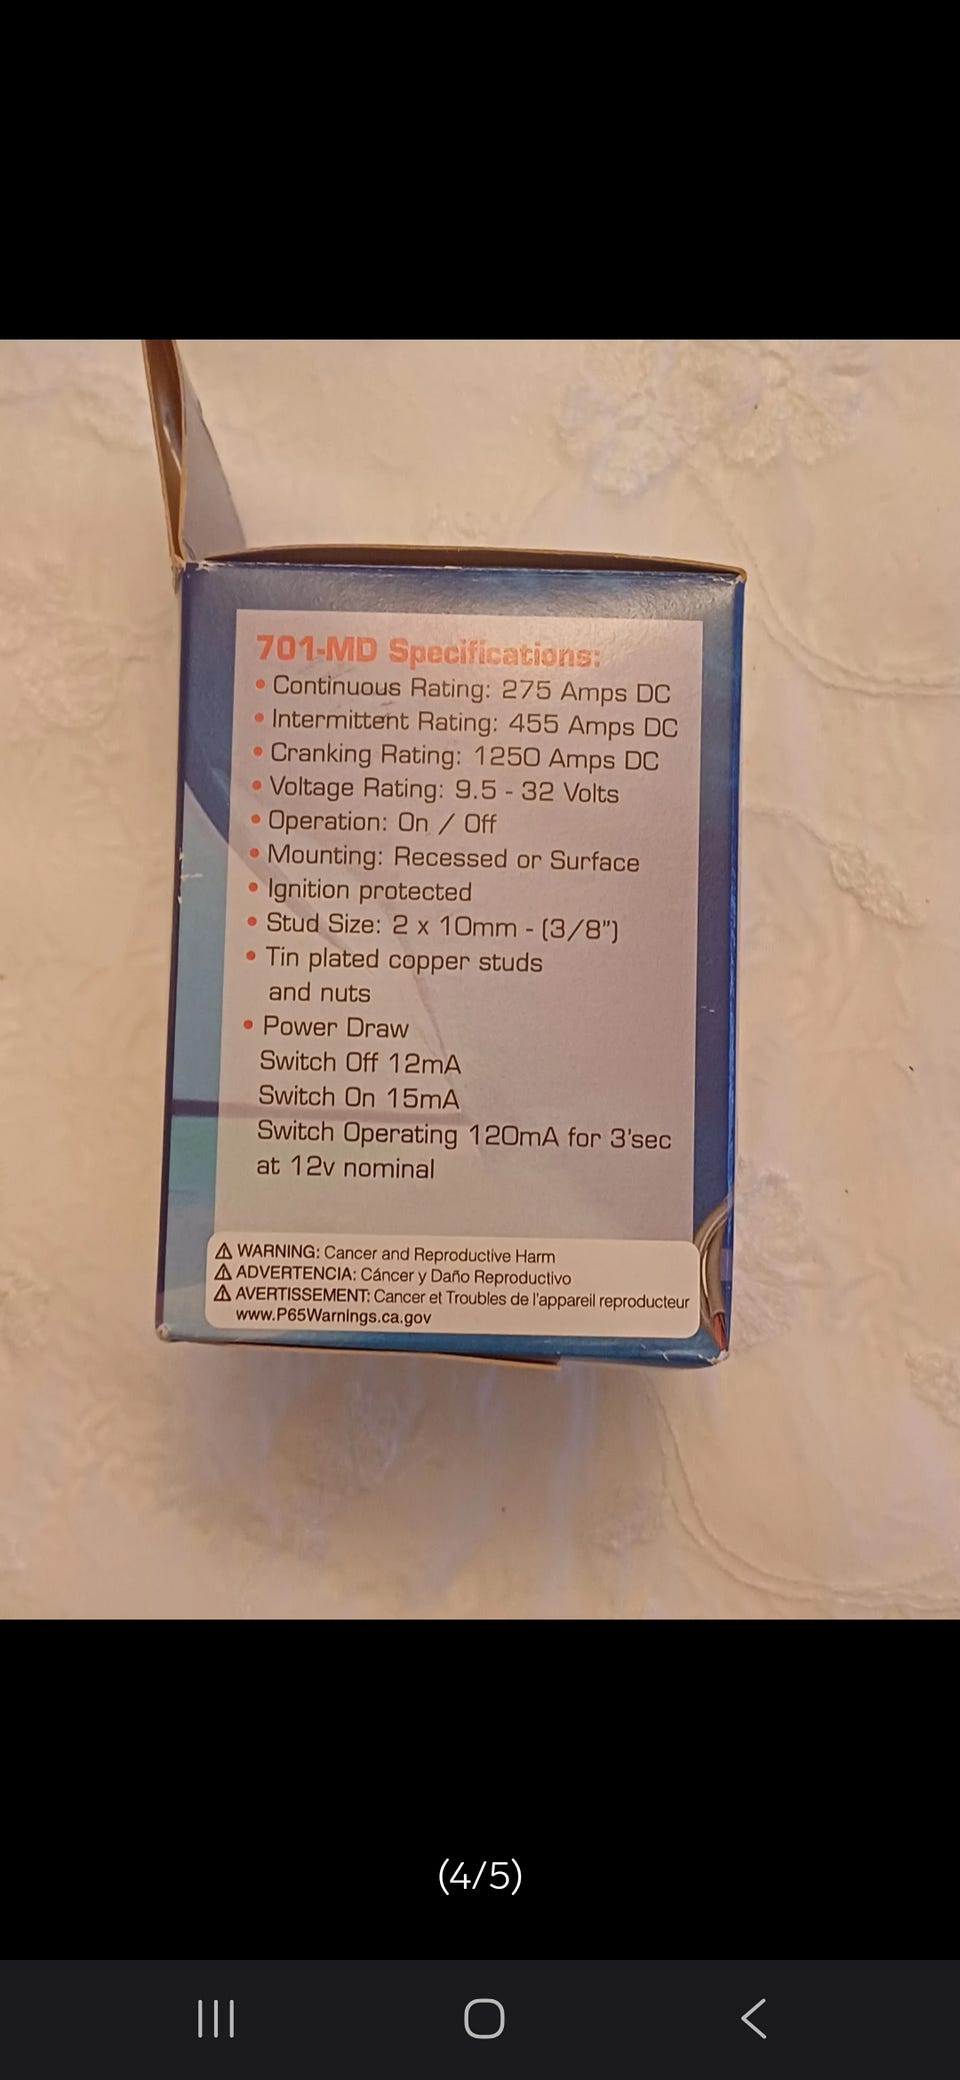 701-MD Specifications:
• Continuous Rating: 275 Amps DC
• Intermittent Rating: 455 Amps DC
• Cranking Rating: 1250 Amps DC
• Voltage Rating: 9.5 - 32 Volts
• Operation: On / Off
• Mounting: Recessed or Surface
• Ignition protected
• Stud Size: 2 x 10mm - (3/8")
• Tin plated copper studs
and nuts
• Power Draw
Switch Off 12mA
Switch On 15mA
Switch Operating 120mA for 3'sec
at 12v nominal
⚠ WARNING: Cancer and Reproductive Harm
⚠ ADVERTENCIA: Cáncer y Daño Reproductivo
⚠ AVERTISSEMENT: Cancer et Troubles de l'appareil reproducteur
www.P65Warnings.ca.gov
(4/5)